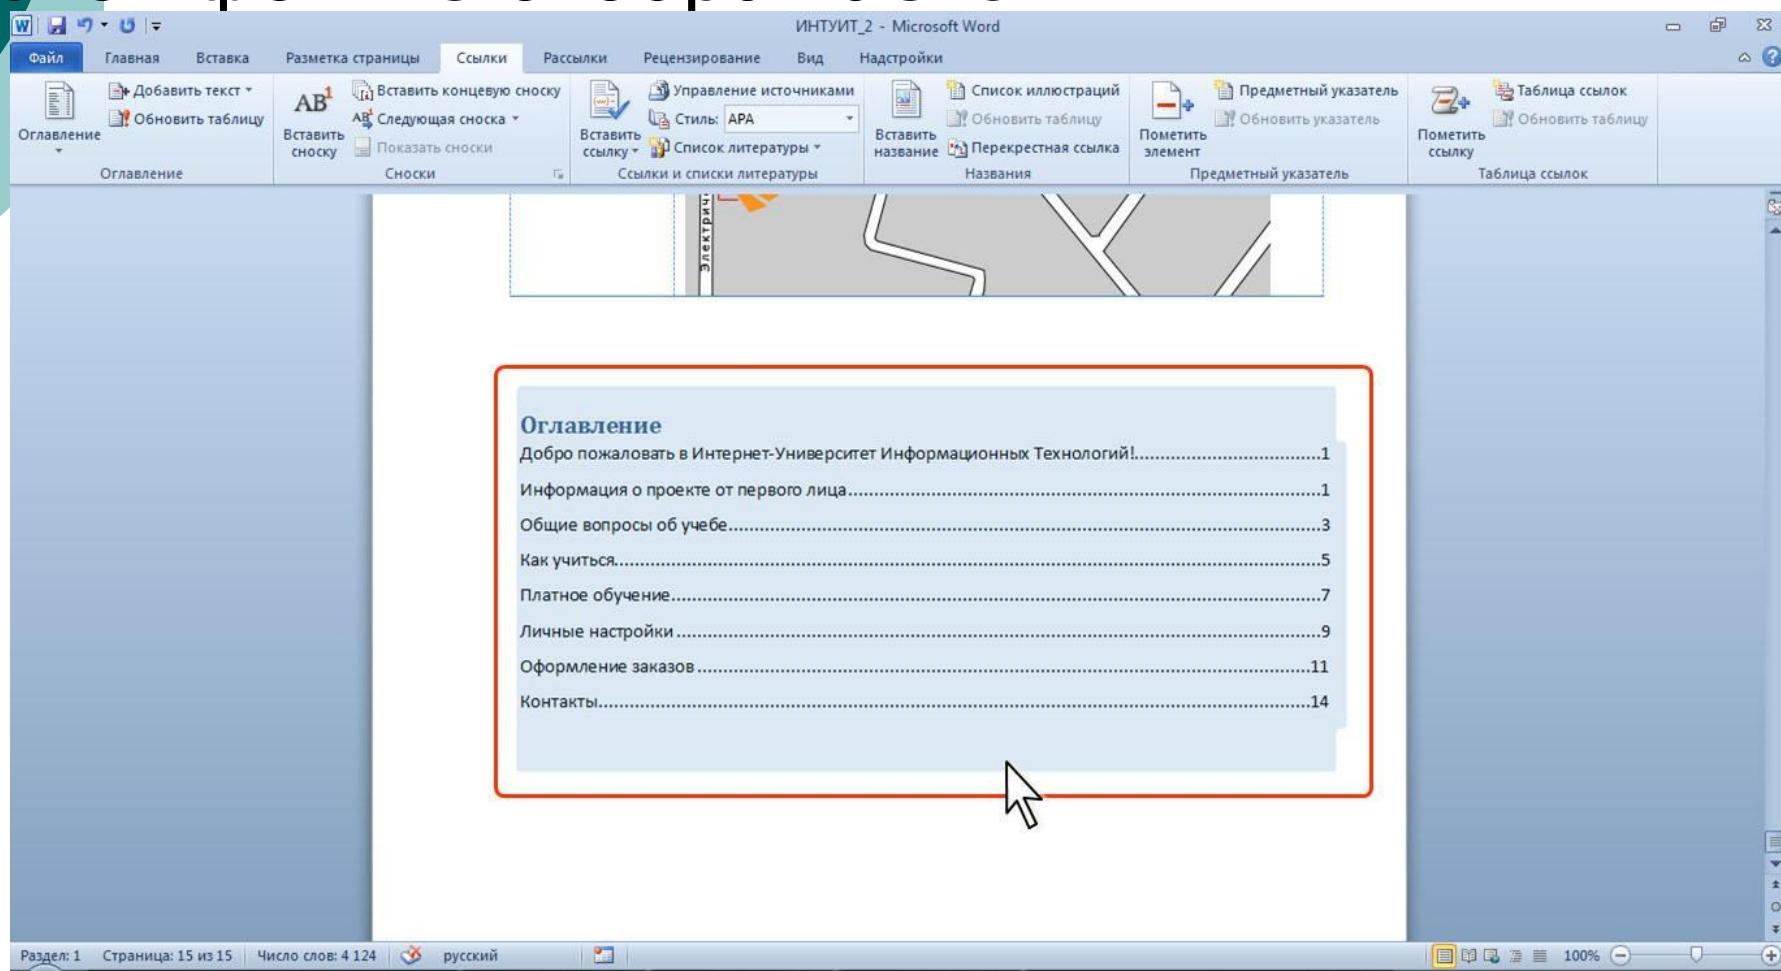 ИНТУИТ_2 - Microsoft Word
Файл Главная Вставка Разметка страницы Ссылки Рассылки Рецензирование Вид Надстройки
Оглавление
Добавить текст
Обновить таблицу
Оглавление
AB1
Вставить сноску
Вставить концевую сноску
Следующая сноска
Показать сноски
Сноски
Вставить ссылку
Управление источниками
Стиль: APA
Список литературы
Ссылки и списки литературы
Вставить название
Список иллюстраций
Обновить таблицу
Перекрестная ссылка
Названия
Пометить элемент
Предметный указатель
Обновить указатель
Предметный указатель
Пометить ссылку
Таблица ссылок
Обновить таблицу
Таблица ссылок
Оглавление
Добро пожаловать в Интернет-Университет Информационных Технологий!.....1
Информация о проекте от первого лица.....1
Общие вопросы об учебе.....3
Как учиться.....5
Платное обучение.....7
Личные настройки.....9
Оформление заказов.....11
Контакты.....14
Раздел: 1 Страница: 15 из 15 Число слов: 4 124 русский 100%